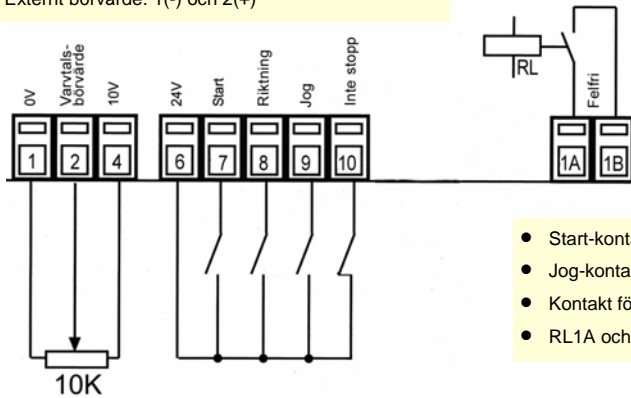 Externt börvärde: 1(-) och 2(+)
0V
Varvtals-
börvärde
10V
24V
Start
Riktning
Jog
Inte stopp
RL
Felfri
1
2
4
6
7
8
9
10
1A
1B
10K
• Start-konta
• Jog-konta
• Kontakt fö
• RL1A och